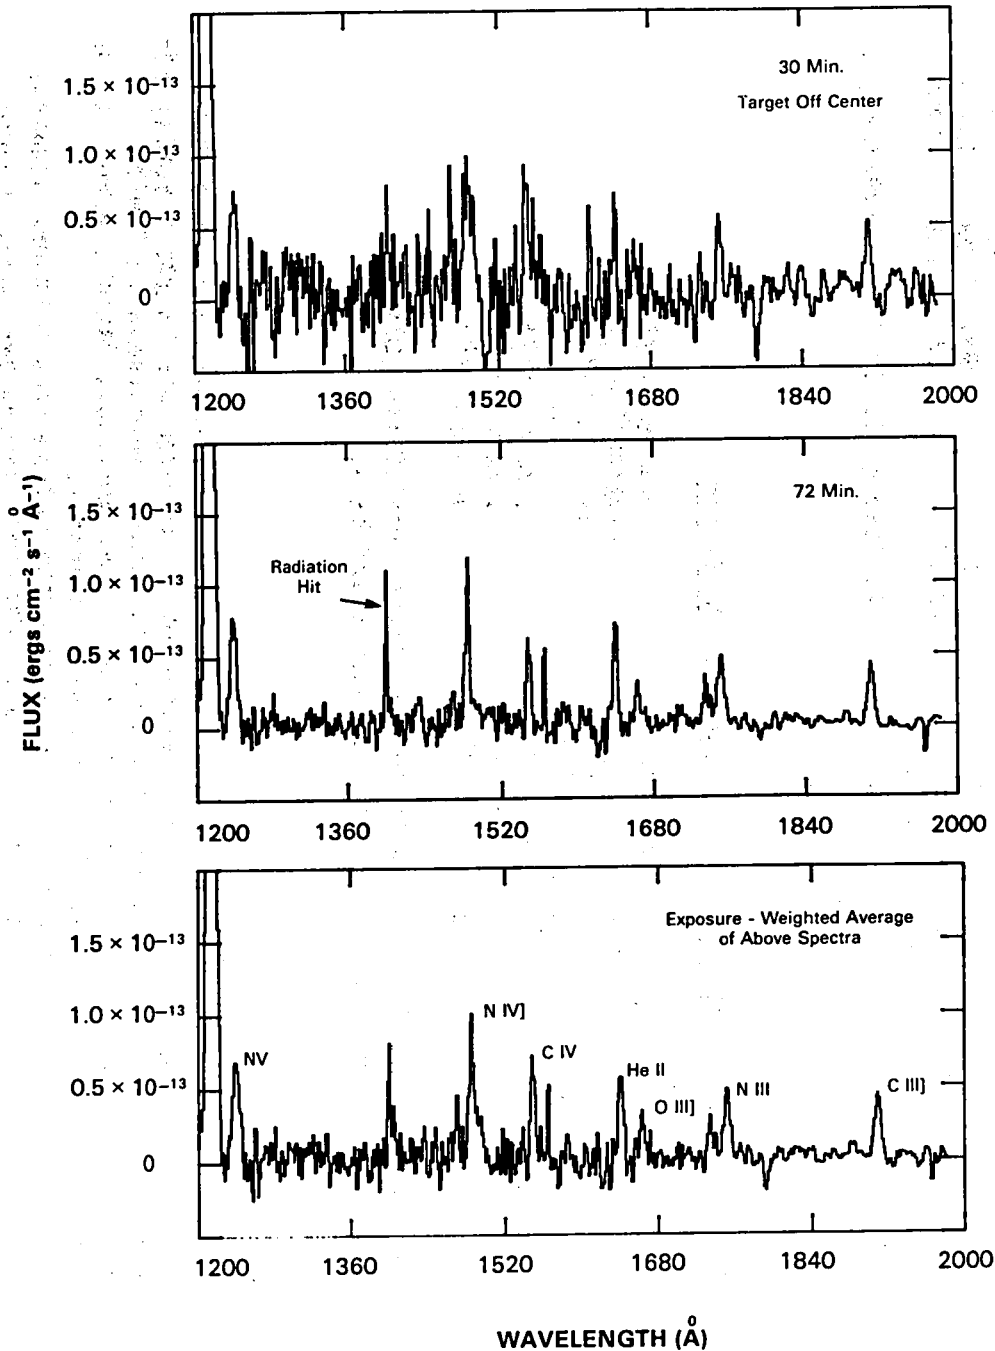 30 Min.
Target Off Center
1.5 × 10–13
1.0 × 10–13
0.5 × 10–13
0
1200 1360 1520 1680 1840 2000
72 Min.
Radiation
Hit
1.5 × 10–13
1.0 × 10–13
0.5 × 10–13
0
1200 1360 1520 1680 1840 2000
FLUX (ergs cm–2 s–1 Å–1)
Exposure - Weighted Average
of Above Spectra
1.5 × 10–13
1.0 × 10–13
0.5 × 10–13
0
NV
N IV]
C IV
He II
O III]
N III
C III]
1200 1360 1520 1680 1840 2000
WAVELENGTH (Å)